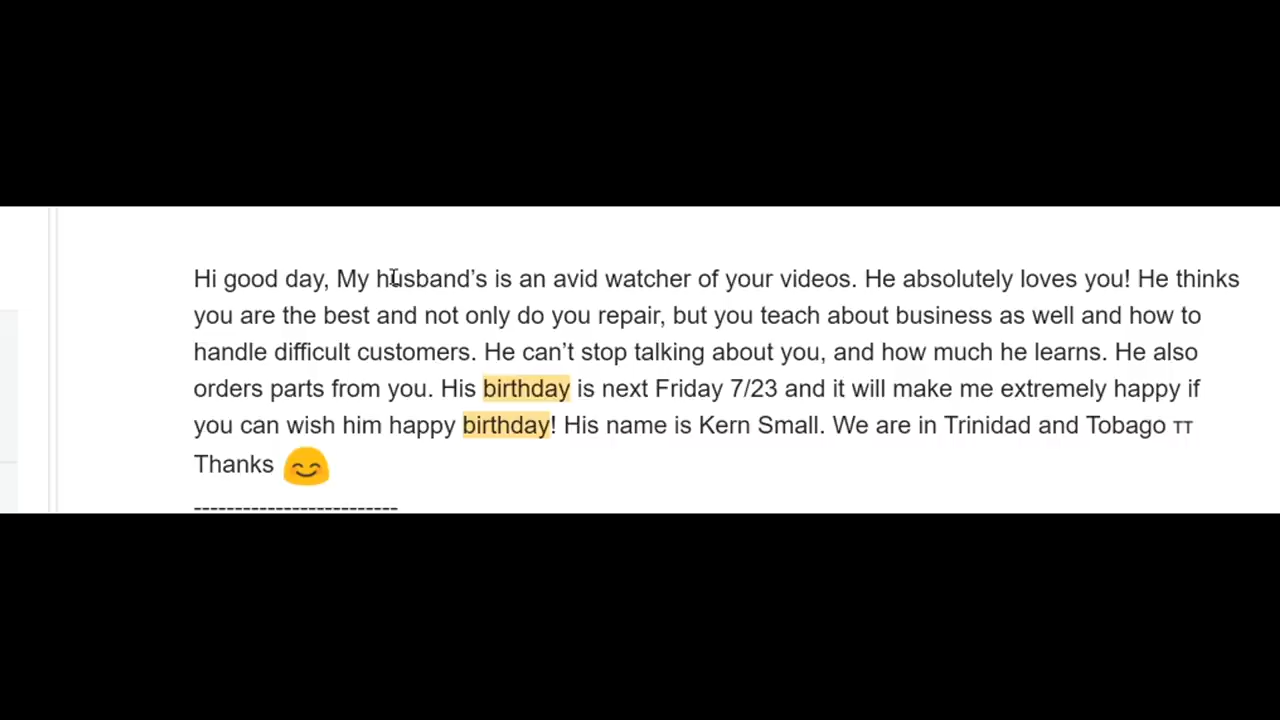 Hi good day, My husband’s is an avid watcher of your videos. He absolutely loves you! He thinks
you are the best and not only do you repair, but you teach about business as well and how to
handle difficult customers. He can’t stop talking about you, and how much he learns. He also
orders parts from you. His birthday is next Friday 7/23 and it will make me extremely happy if
you can wish him happy birthday! His name is Kern Small. We are in Trinidad and Tobago TT
Thanks 😊
-------------------------